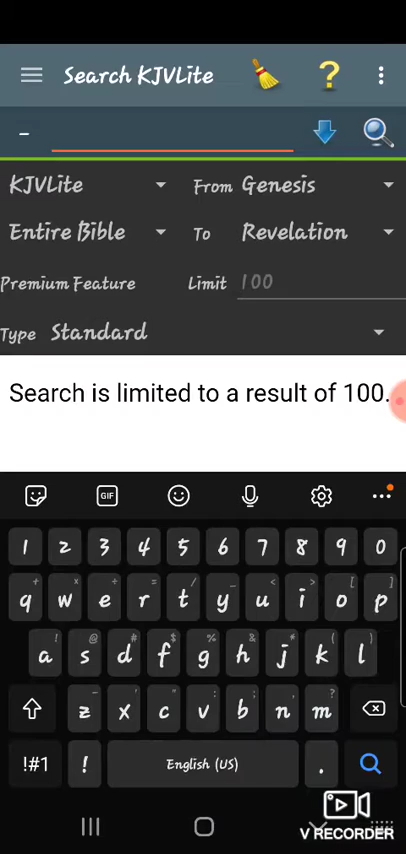 Search KJVLite
?
-
KJVLite From Genesis
Entire Bible To Revelation
Premium Feature Limit 100
Type Standard
Search is limited to a result of 100.
GIF
1 2 3 4 5 6 7 8 9 0
+ × ÷ = / _ < > [ ]
q w e r t y u i o p
! @ # $ % & * ( )
a s d f g h j k l
- ' " : ; , ?
z x c v b n m
!#1 ! English (US) .
V RECORDER